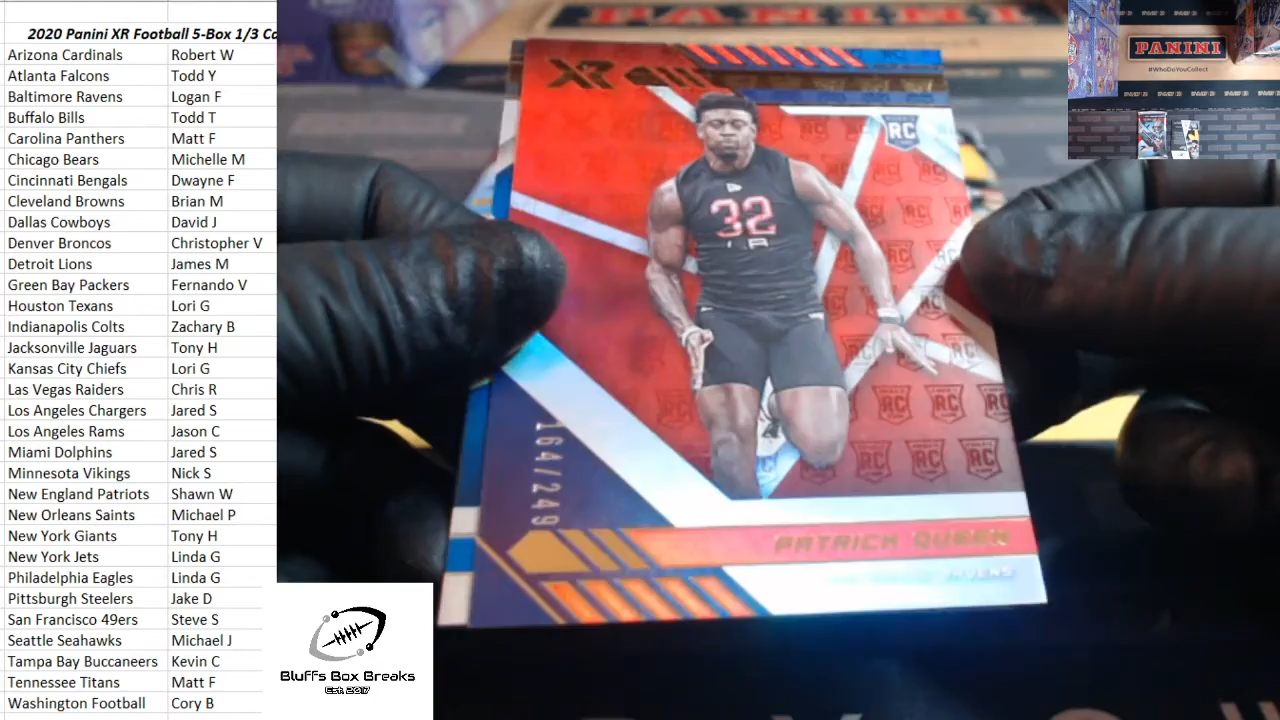 2020 Panini XR Football 5-Box 1/3 Ca
Arizona Cardinals Robert W
Atlanta Falcons Todd Y
Baltimore Ravens Logan F
Buffalo Bills Todd T
Carolina Panthers Matt F
Chicago Bears Michelle M
Cincinnati Bengals Dwayne F
Cleveland Browns Brian M
Dallas Cowboys David J
Denver Broncos Christopher V
Detroit Lions James M
Green Bay Packers Fernando V
Houston Texans Lori G
Indianapolis Colts Zachary B
Jacksonville Jaguars Tony H
Kansas City Chiefs Lori G
Las Vegas Raiders Chris R
Los Angeles Chargers Jared S
Los Angeles Rams Jason C
Miami Dolphins Jared S
Minnesota Vikings Nick S
New England Patriots Shawn W
New Orleans Saints Michael P
New York Giants Tony H
New York Jets Linda G
Philadelphia Eagles Linda G
Pittsburgh Steelers Jake D
San Francisco 49ers Steve S
Seattle Seahawks Michael J
Tampa Bay Buccaneers Kevin C
Tennessee Titans Matt F
Washington Football Cory B
PANINI
XR
RC
32
164/249
PATRICK QUEEN
Bluffs Box Breaks
Est. 2017
PANINI
#WhoDoYouCollect